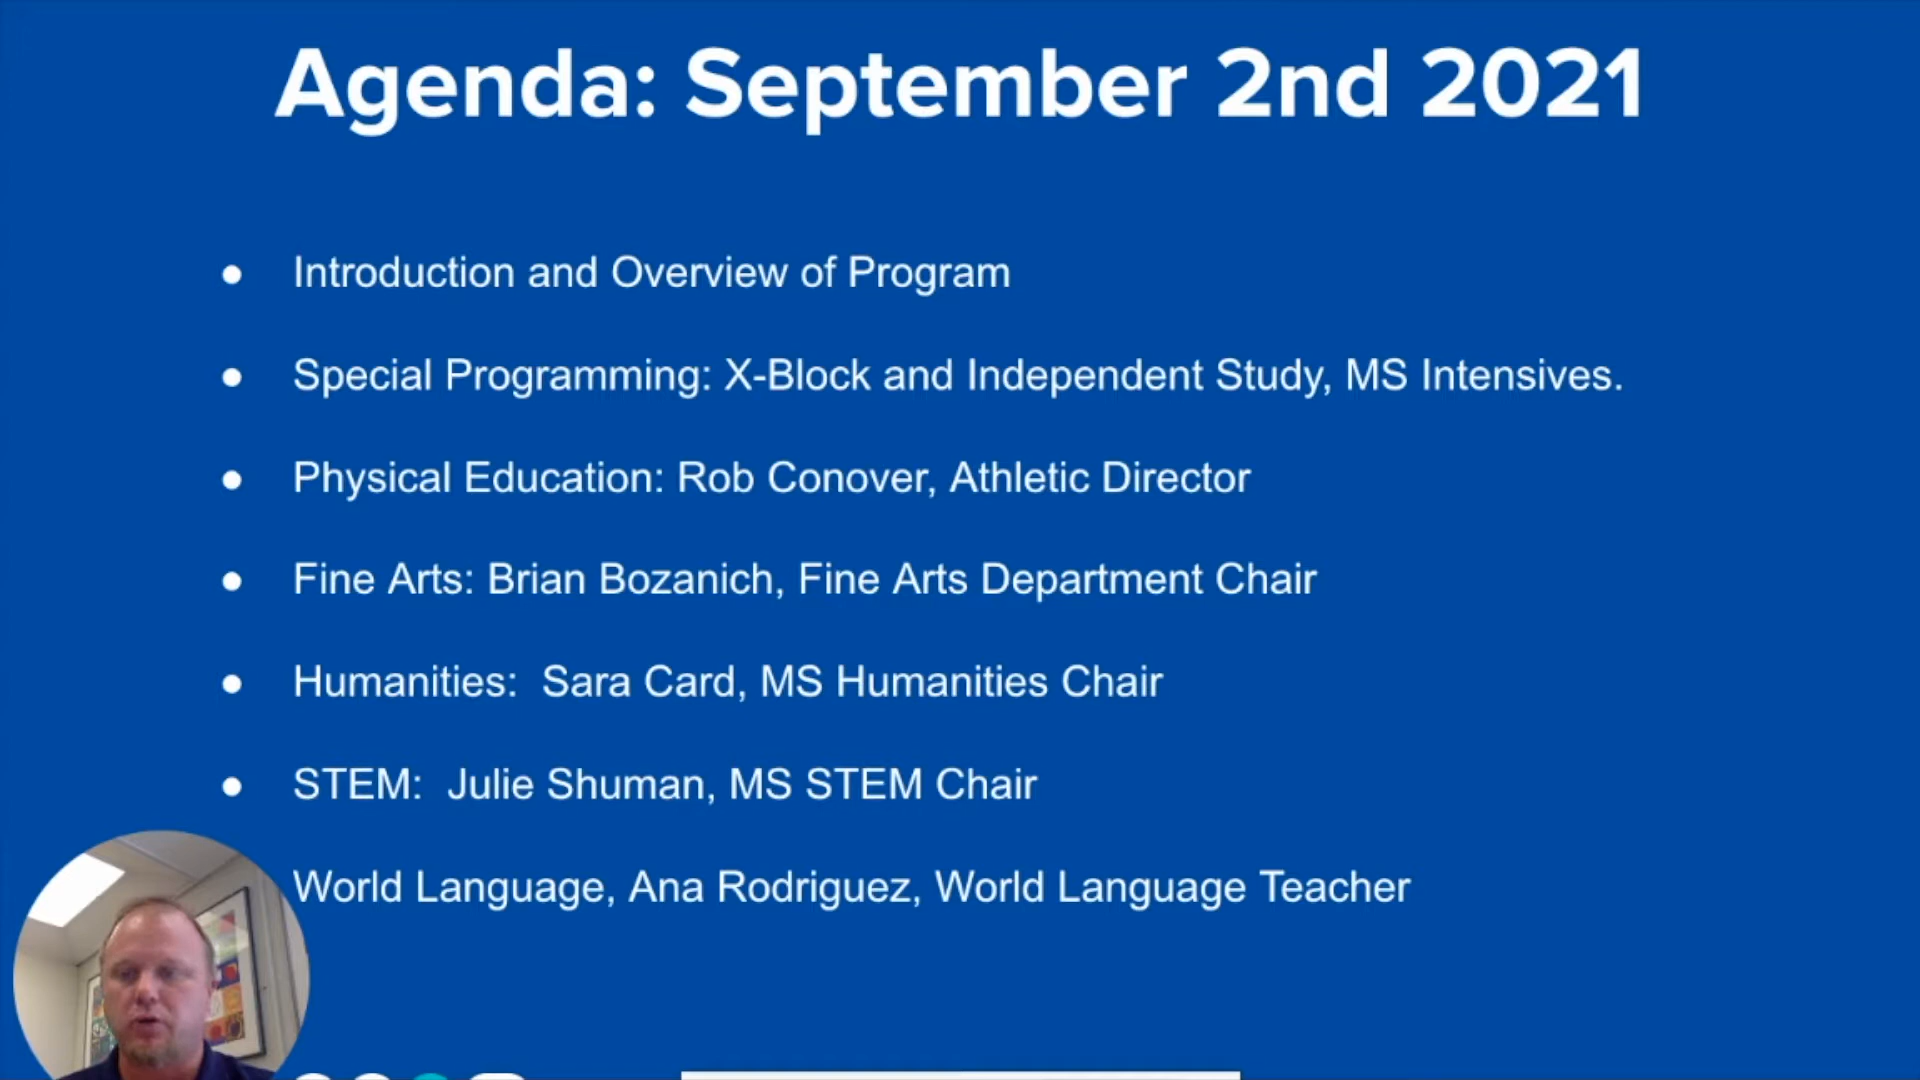 Agenda: September 2nd 2021
● Introduction and Overview of Program
● Special Programming: X-Block and Independent Study, MS Intensives.
● Physical Education: Rob Conover, Athletic Director
● Fine Arts: Brian Bozanich, Fine Arts Department Chair
● Humanities:  Sara Card, MS Humanities Chair
● STEM:  Julie Shuman, MS STEM Chair
World Language, Ana Rodriguez, World Language Teacher